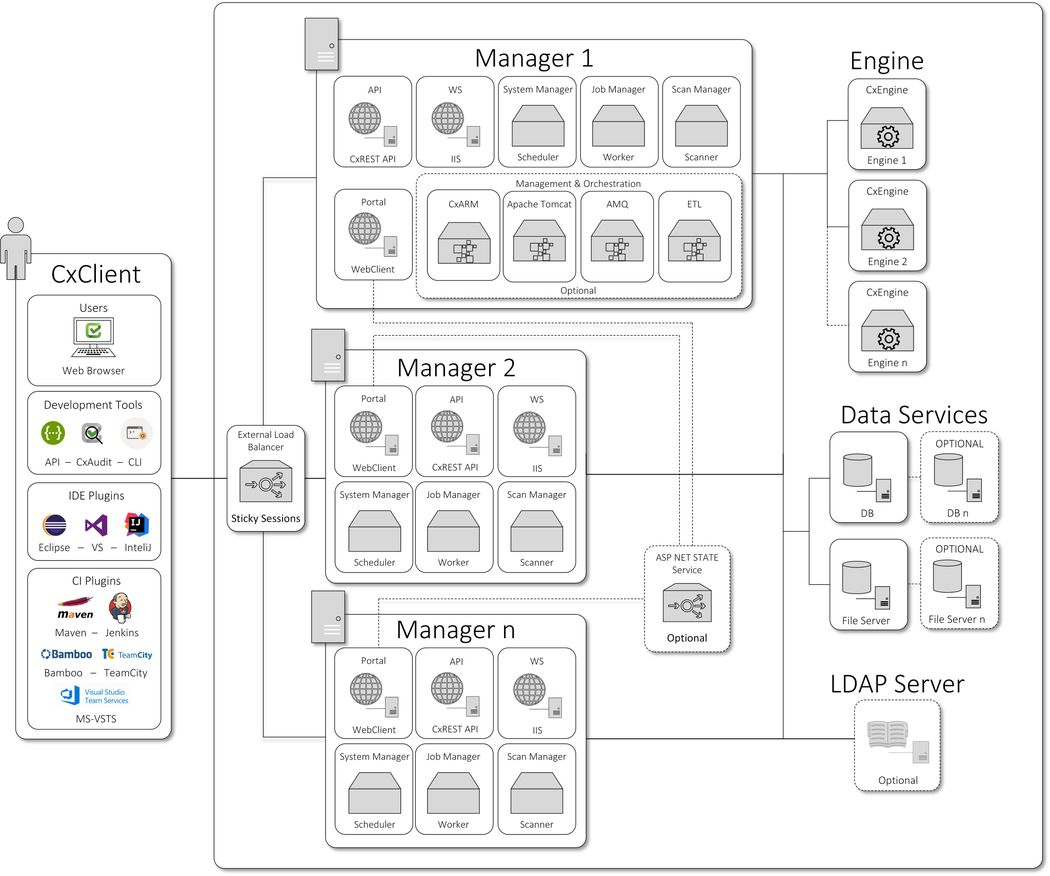 Manager 1
API
CxREST API
WS
IIS
System Manager
Scheduler
Job Manager
Worker
Scan Manager
Scanner
Portal
WebClient
Management & Orchestration
CxARM
Apache Tomcat
AMQ
ETL
Optional
Engine
CxEngine
Engine 1
CxEngine
Engine 2
CxEngine
Engine n
CxClient
Users
Web Browser
Development Tools
API – CxAudit – CLI
IDE Plugins
IJ
Eclipse – VS – InteliJ
CI Plugins
maven
Maven – Jenkins
Bamboo
TC TeamCity
Bamboo – TeamCity
Visual Studio
Team Services
MS-VSTS
External Load
Balancer
Sticky Sessions
Manager 2
Portal
WebClient
API
CxREST API
WS
IIS
System Manager
Scheduler
Job Manager
Worker
Scan Manager
Scanner
ASP NET STATE
Service
Optional
Data Services
DB
OPTIONAL
DB n
File Server
OPTIONAL
File Server n
Manager n
Portal
WebClient
API
CxREST API
WS
IIS
System Manager
Scheduler
Job Manager
Worker
Scan Manager
Scanner
LDAP Server
Optional